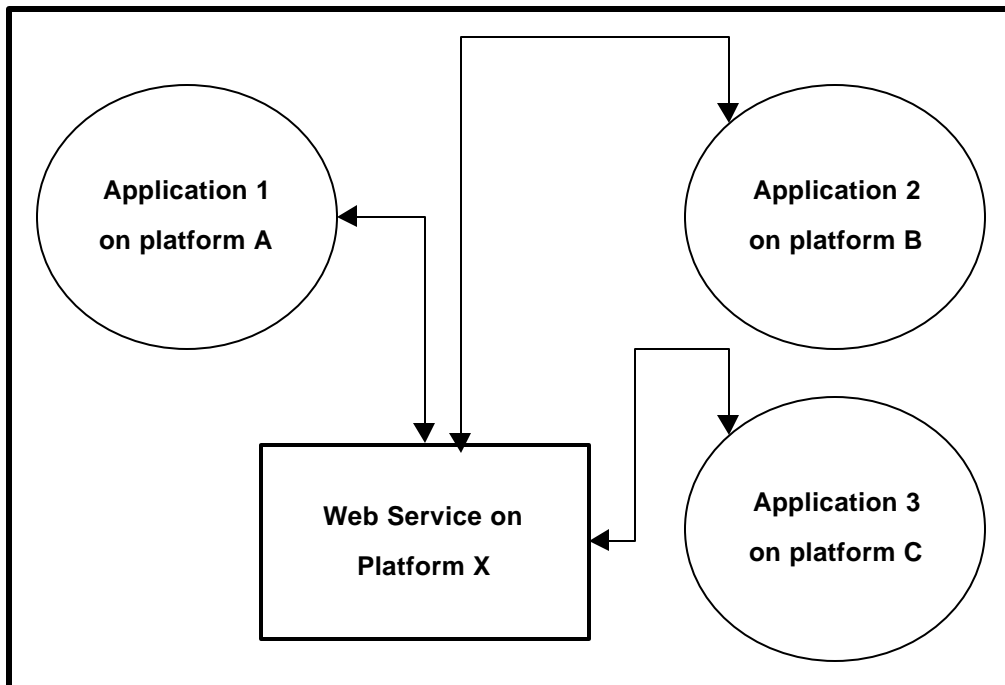 Application 1
on platform A
Application 2
on platform B
Web Service on
Platform X
Application 3
on platform C